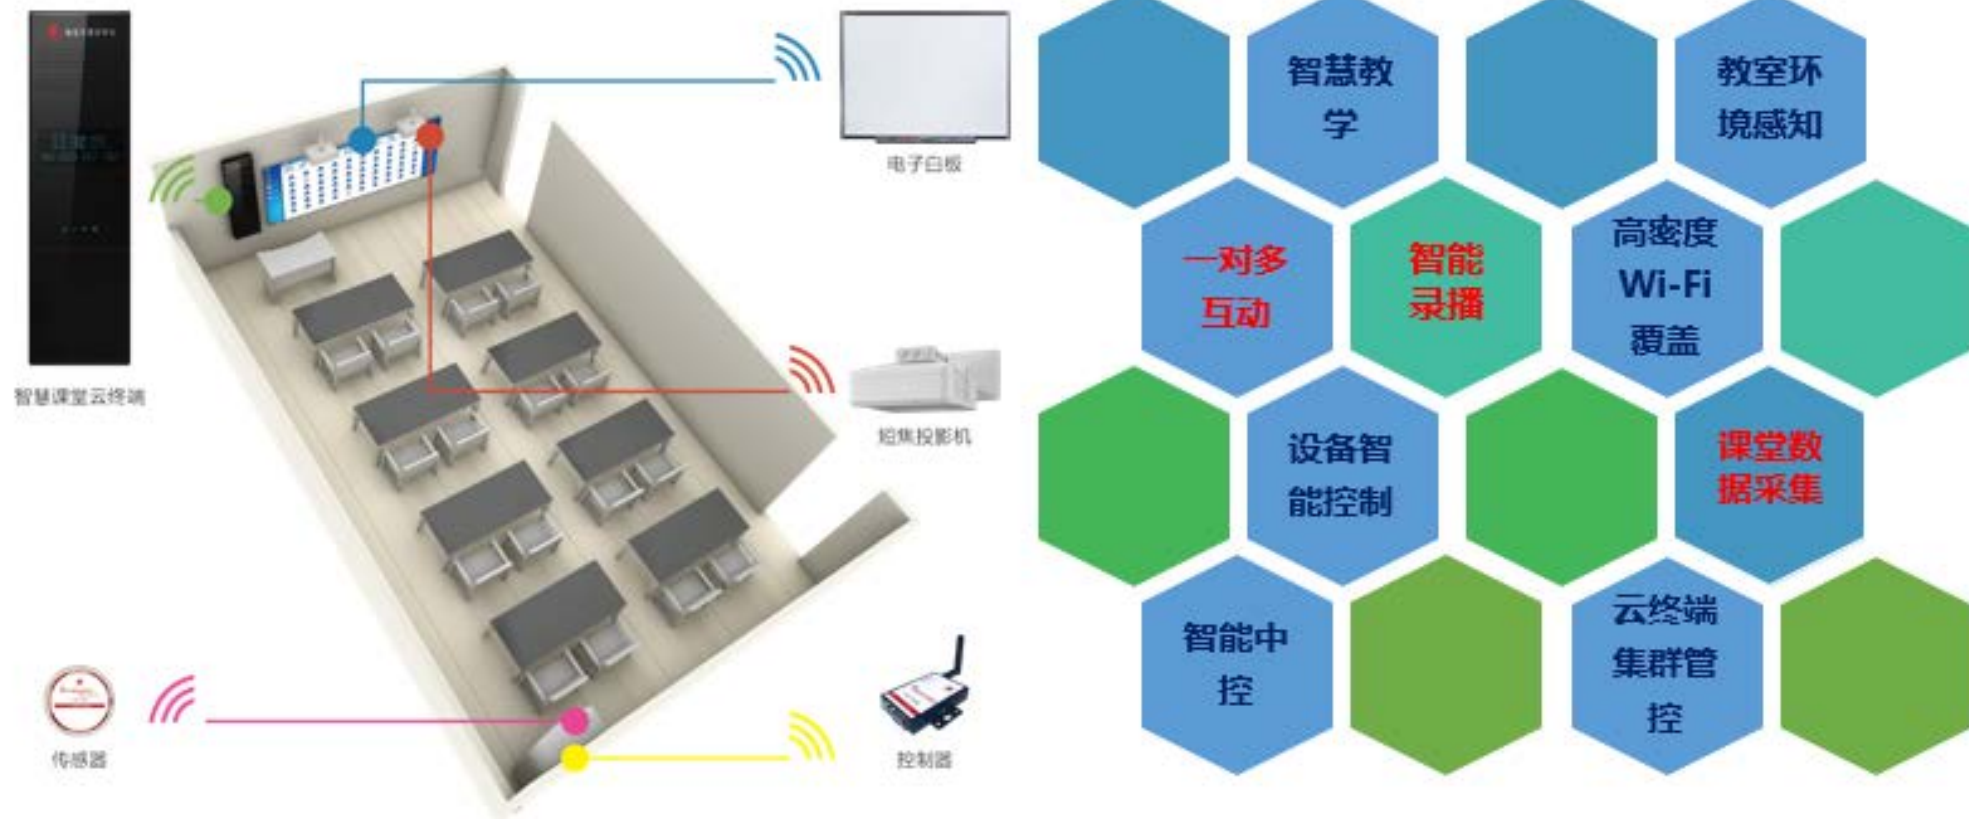 电子白板
智慧课堂云终端
短焦投影机
传感器
控制器
智慧教
学
教室环
境感知
一对多
互动
智能
录播
高密度
Wi-Fi
覆盖
设备智
能控制
课堂数
据采集
智能中
控
云终端
集群管
控